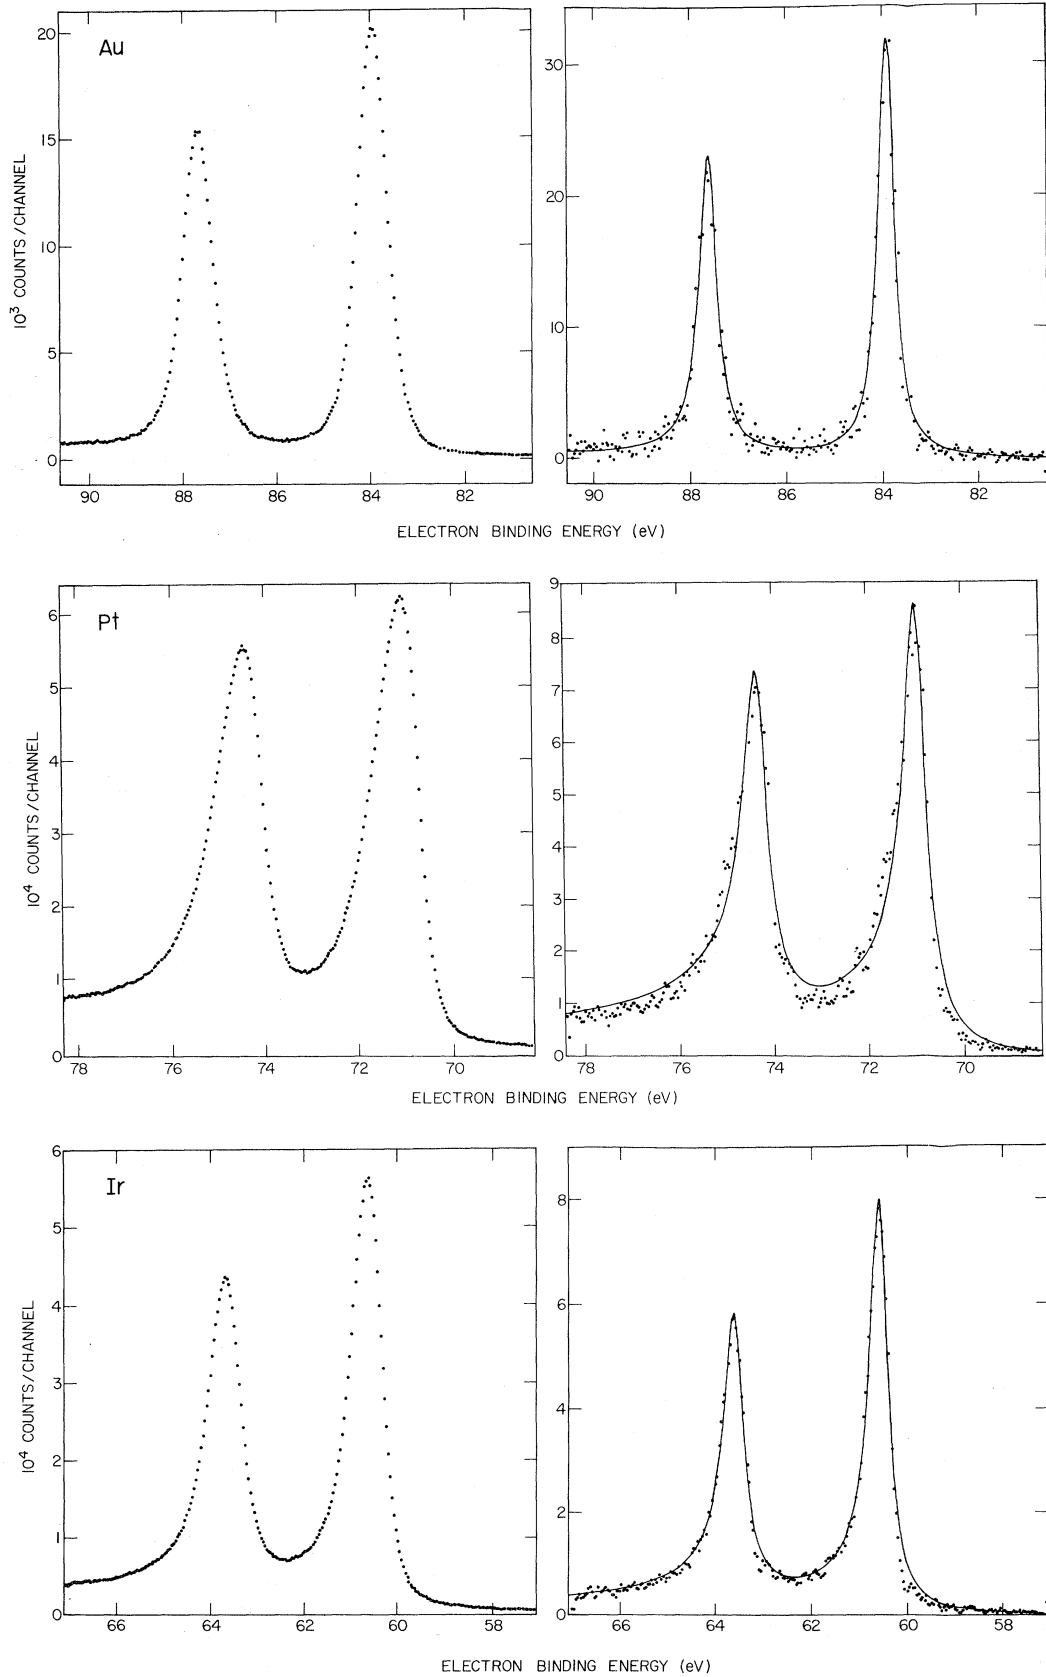 Au
10³ COUNTS/CHANNEL
20
15
10
5
0
90 88 86 84 82
30
20
10
0
90 88 86 84 82
ELECTRON BINDING ENERGY (eV)
Pt
10⁴ COUNTS/CHANNEL
6
5
4
3
2
1
0
78 76 74 72 70
9
8
7
6
5
4
3
2
1
0
78 76 74 72 70
ELECTRON BINDING ENERGY (eV)
Ir
10⁴ COUNTS/CHANNEL
6
5
4
3
2
1
0
66 64 62 60 58
8
6
4
2
0
66 64 62 60 58
ELECTRON BINDING ENERGY (eV)